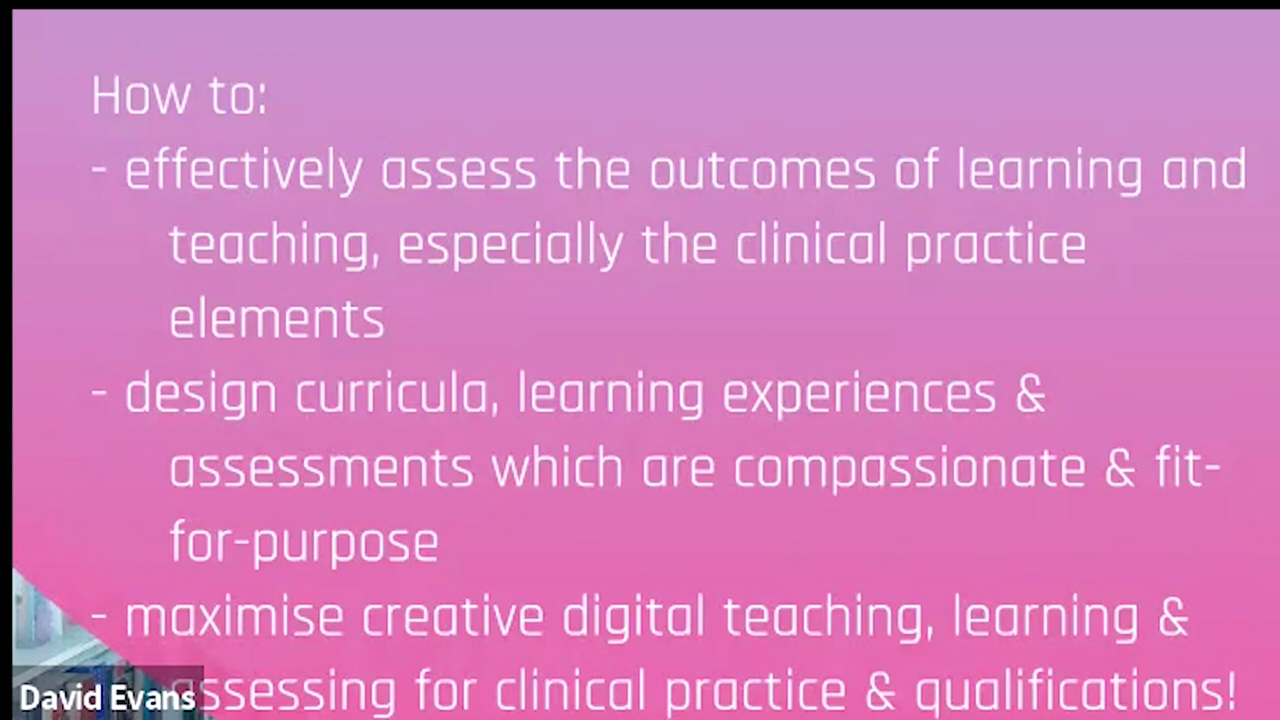 How to:
- effectively assess the outcomes of learning and
teaching, especially the clinical practice
elements
- design curricula, learning experiences &
assessments which are compassionate & fit-
for-purpose
- maximise creative digital teaching, learning &
assessing for clinical practice & qualifications!
David Evans